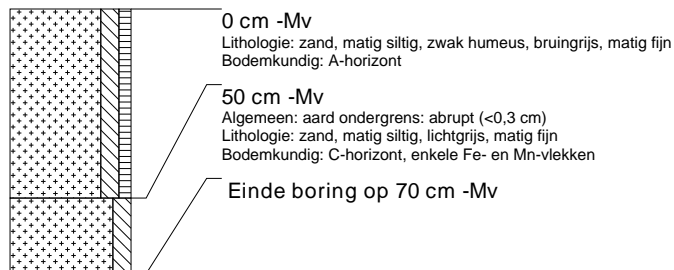 0 cm -Mv
Lithologie: zand, matig siltig, zwak humeus, bruingrijs, matig fijn
Bodemkundig: A-horizont
50 cm -Mv
Algemeen: aard ondergrens: abrupt (<0,3 cm)
Lithologie: zand, matig siltig, lichtgrijs, matig fijn
Bodemkundig: C-horizont, enkele Fe- en Mn-vlekken
Einde boring op 70 cm -Mv